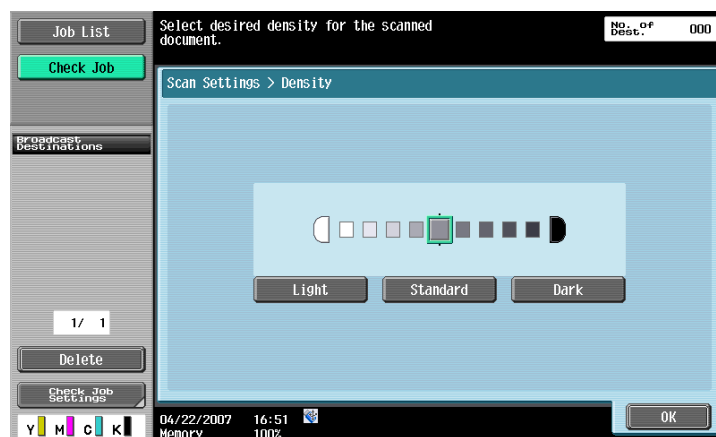 Job List
Check Job
Select desired density for the scanned
document.
No. of
Dest.
000
Scan Settings > Density
Broadcast
Destinations
Light
Standard
Dark
1/ 1
Delete
Check Job
Settings
Y M C K
04/22/2007 16:51
Memory 100%
OK